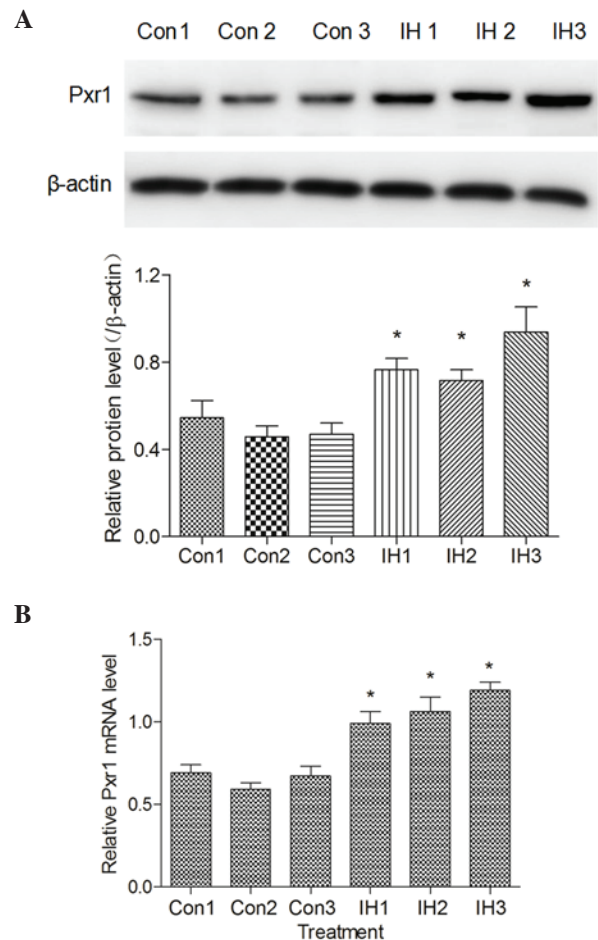 A
Con1 Con 2 Con 3 IH 1 IH 2 IH3
Pxr1
β-actin
Relative protien level(/β-actin)
1.2
0.8
0.4
0.0
* * *
Con1 Con2 Con3 IH1 IH2 IH3
B
Relative Pxr1 mRNA level
1.5
1.0
0.5
0.0
* * *
Con1 Con2 Con3 IH1 IH2 IH3
Treatment